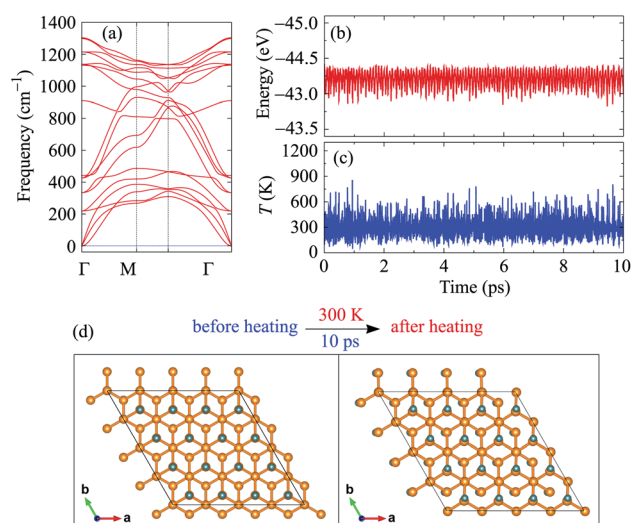 (a)
1400
1200
1000
800
600
400
200
0
Frequency (cm⁻¹)
Γ M Γ
(b)
−45.0
−44.5
−44.0
−43.0
−43.5
Energy (eV)
(c)
1200
900
600
300
0
T (K)
0 2 4 6 8 10
Time (ps)
(d)
before heating 300 K after heating
10 ps
b
a
b
a